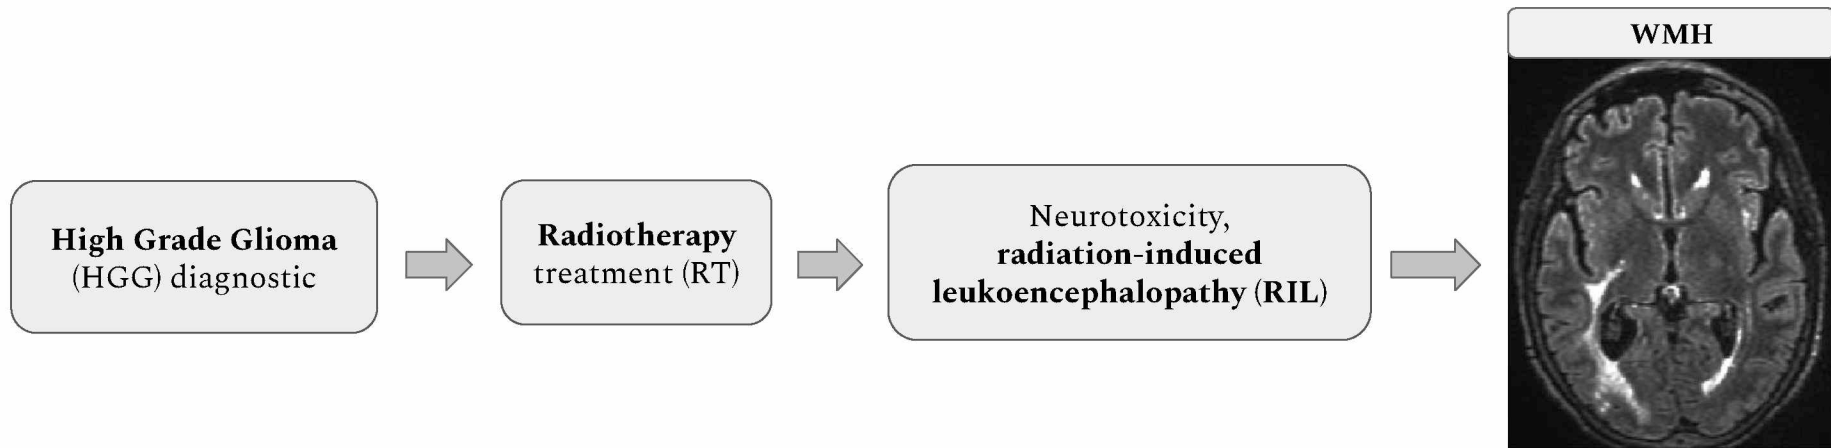 High Grade Glioma
(HGG) diagnostic
Radiotherapy
treatment (RT)
Neurotoxicity,
radiation-induced
leukoencephalopathy (RIL)
WMH